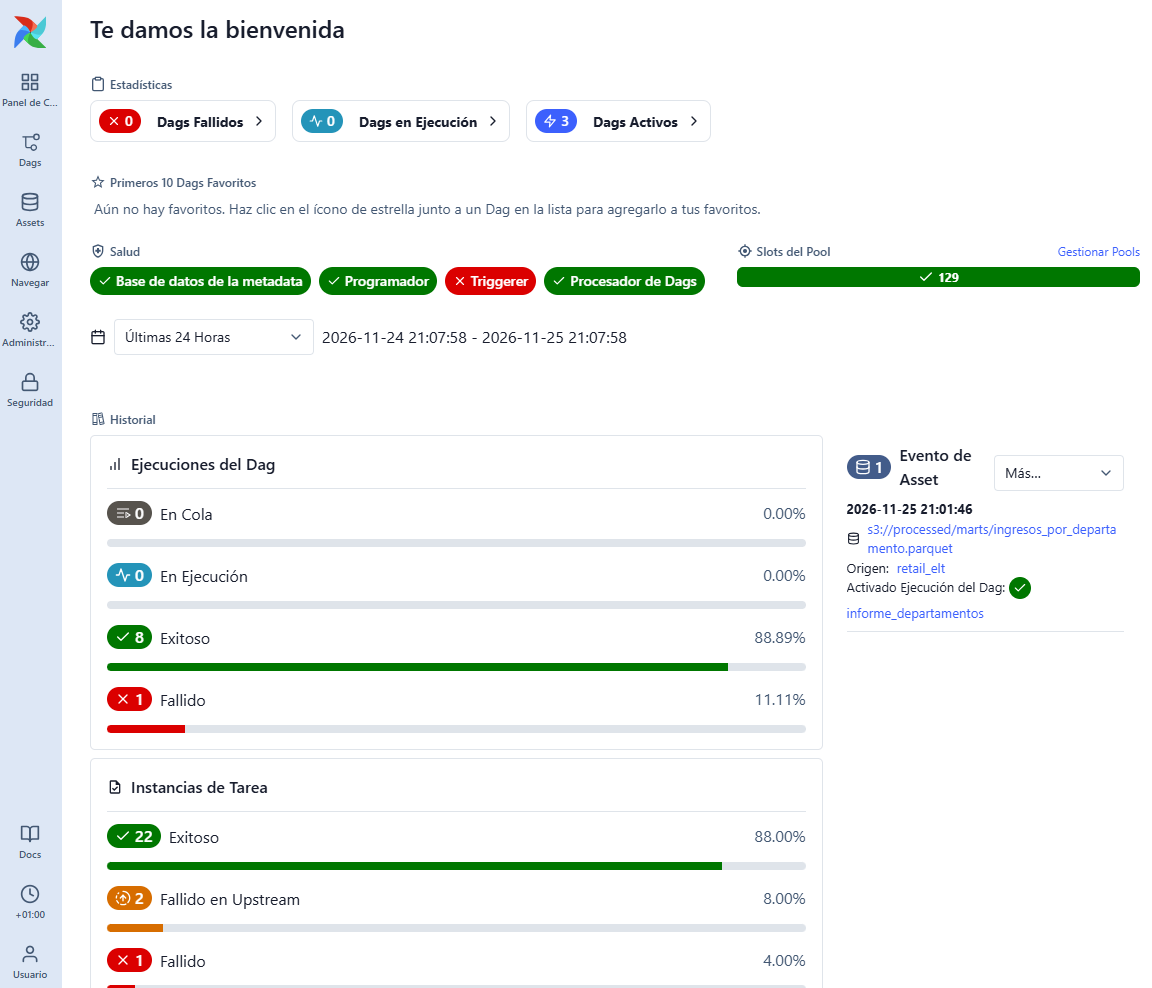 Te damos la bienvenida
Estadísticas
0 Dags Fallidos
0 Dags en Ejecución
3 Dags Activos
Panel de C...
Dags
Assets
Navegar
Administr...
Seguridad
Docs
+01:00
Usuario
Primeros 10 Dags Favoritos
Aún no hay favoritos. Haz clic en el ícono de estrella junto a un Dag en la lista para agregarlo a tus favoritos.
Salud
Base de datos de la metadata
Programador
Triggerer
Procesador de Dags
Slots del Pool
Gestionar Pools
129
Últimas 24 Horas
2026-11-24 21:07:58 - 2026-11-25 21:07:58
Historial
Ejecuciones del Dag
0 En Cola 0.00%
0 En Ejecución 0.00%
8 Exitoso 88.89%
1 Fallido 11.11%
Instancias de Tarea
22 Exitoso 88.00%
2 Fallido en Upstream 8.00%
1 Fallido 4.00%
1 Evento de
Asset
Más...
2026-11-25 21:01:46
s3://processed/marts/ingresos_por_departa
mento.parquet
Origen: retail_elt
Activado Ejecución del Dag:
informe_departamentos